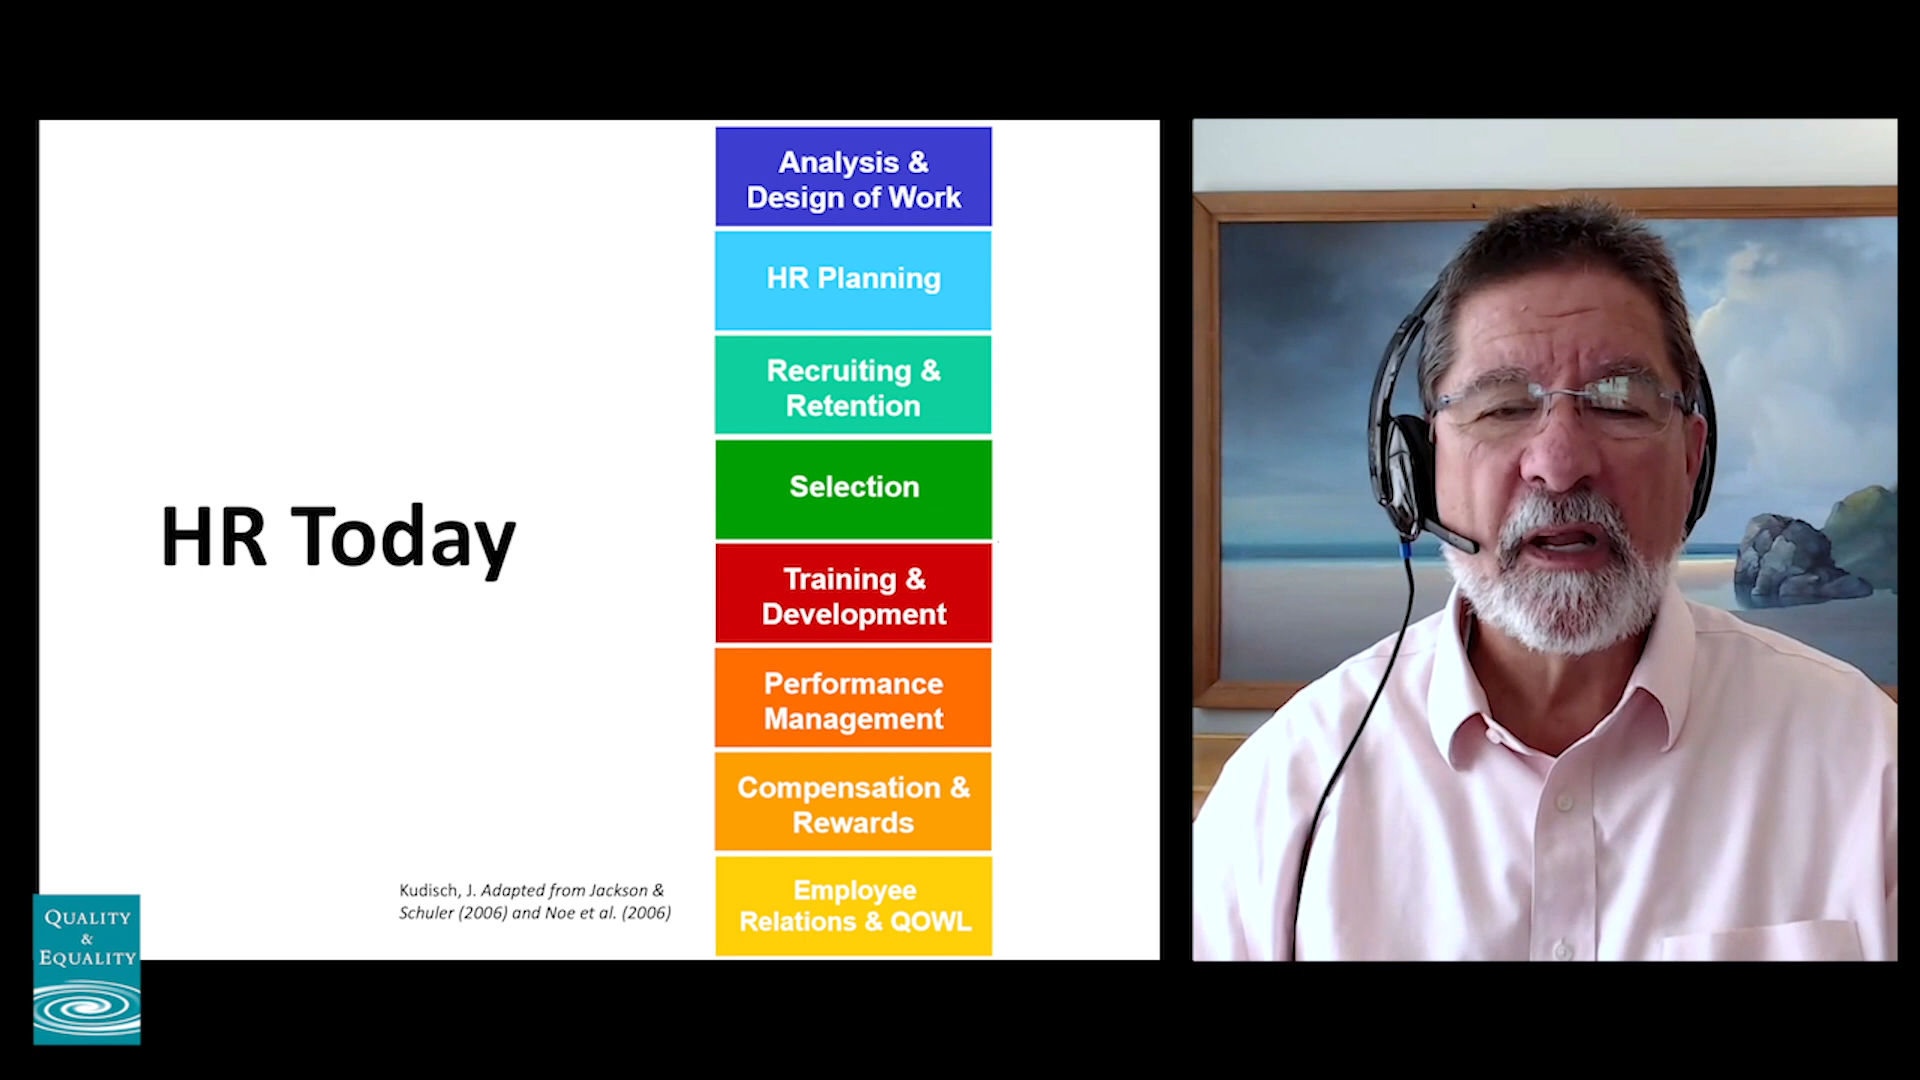 HR Today
Analysis &
Design of Work
HR Planning
Recruiting &
Retention
Selection
Training &
Development
Performance
Management
Compensation &
Rewards
Employee
Relations & QOWL
Kudisch, J. Adapted from Jackson &
Schuler (2006) and Noe et al. (2006)
QUALITY
&
EQUALITY